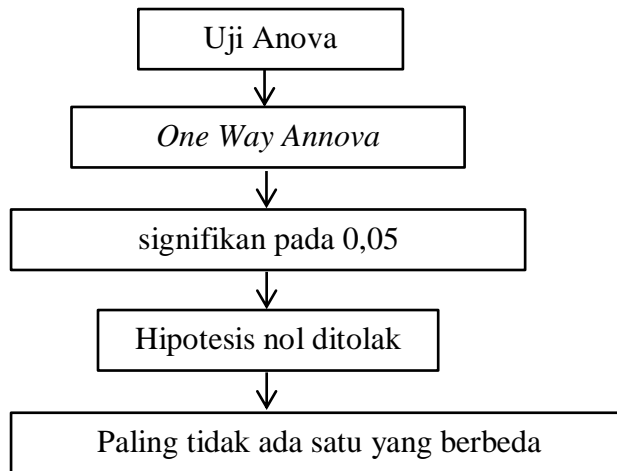 Uji Anova
One Way Annova
signifikan pada 0,05
Hipotesis nol ditolak
Paling tidak ada satu yang berbeda